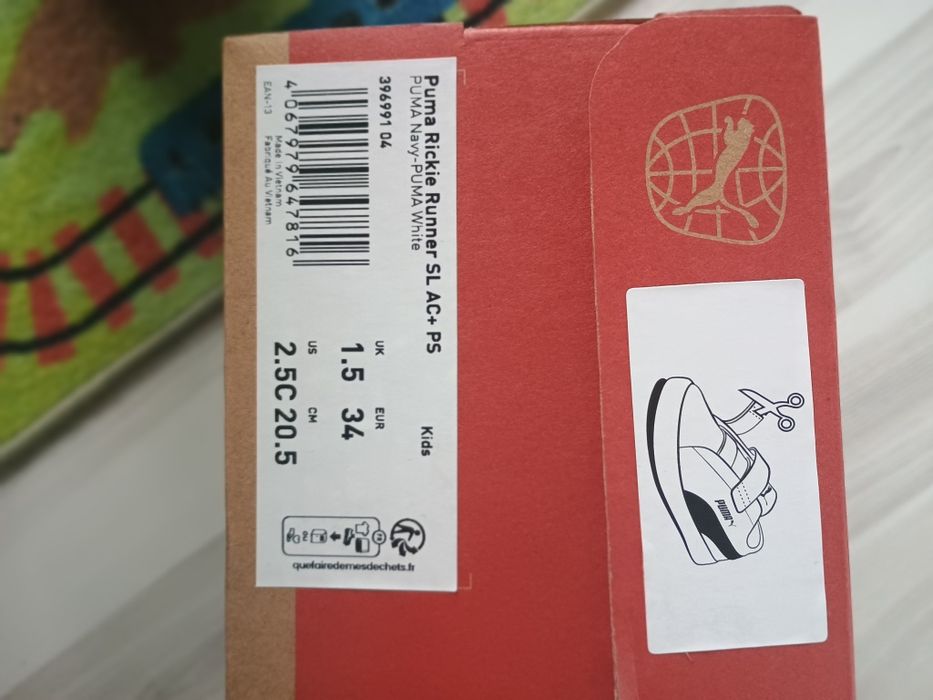 Puma Rickie Runner SL AC+ PS
PUMA Navy-PUMA White
Kids
396991 04
4 067979 647816
EAN-13
Made in Vietnam
Fabriqué Au Vietnam
UK 1.5
EUR 34
US 2.5C
CM 20.5
quefairedemesdechets.fr
PUMA